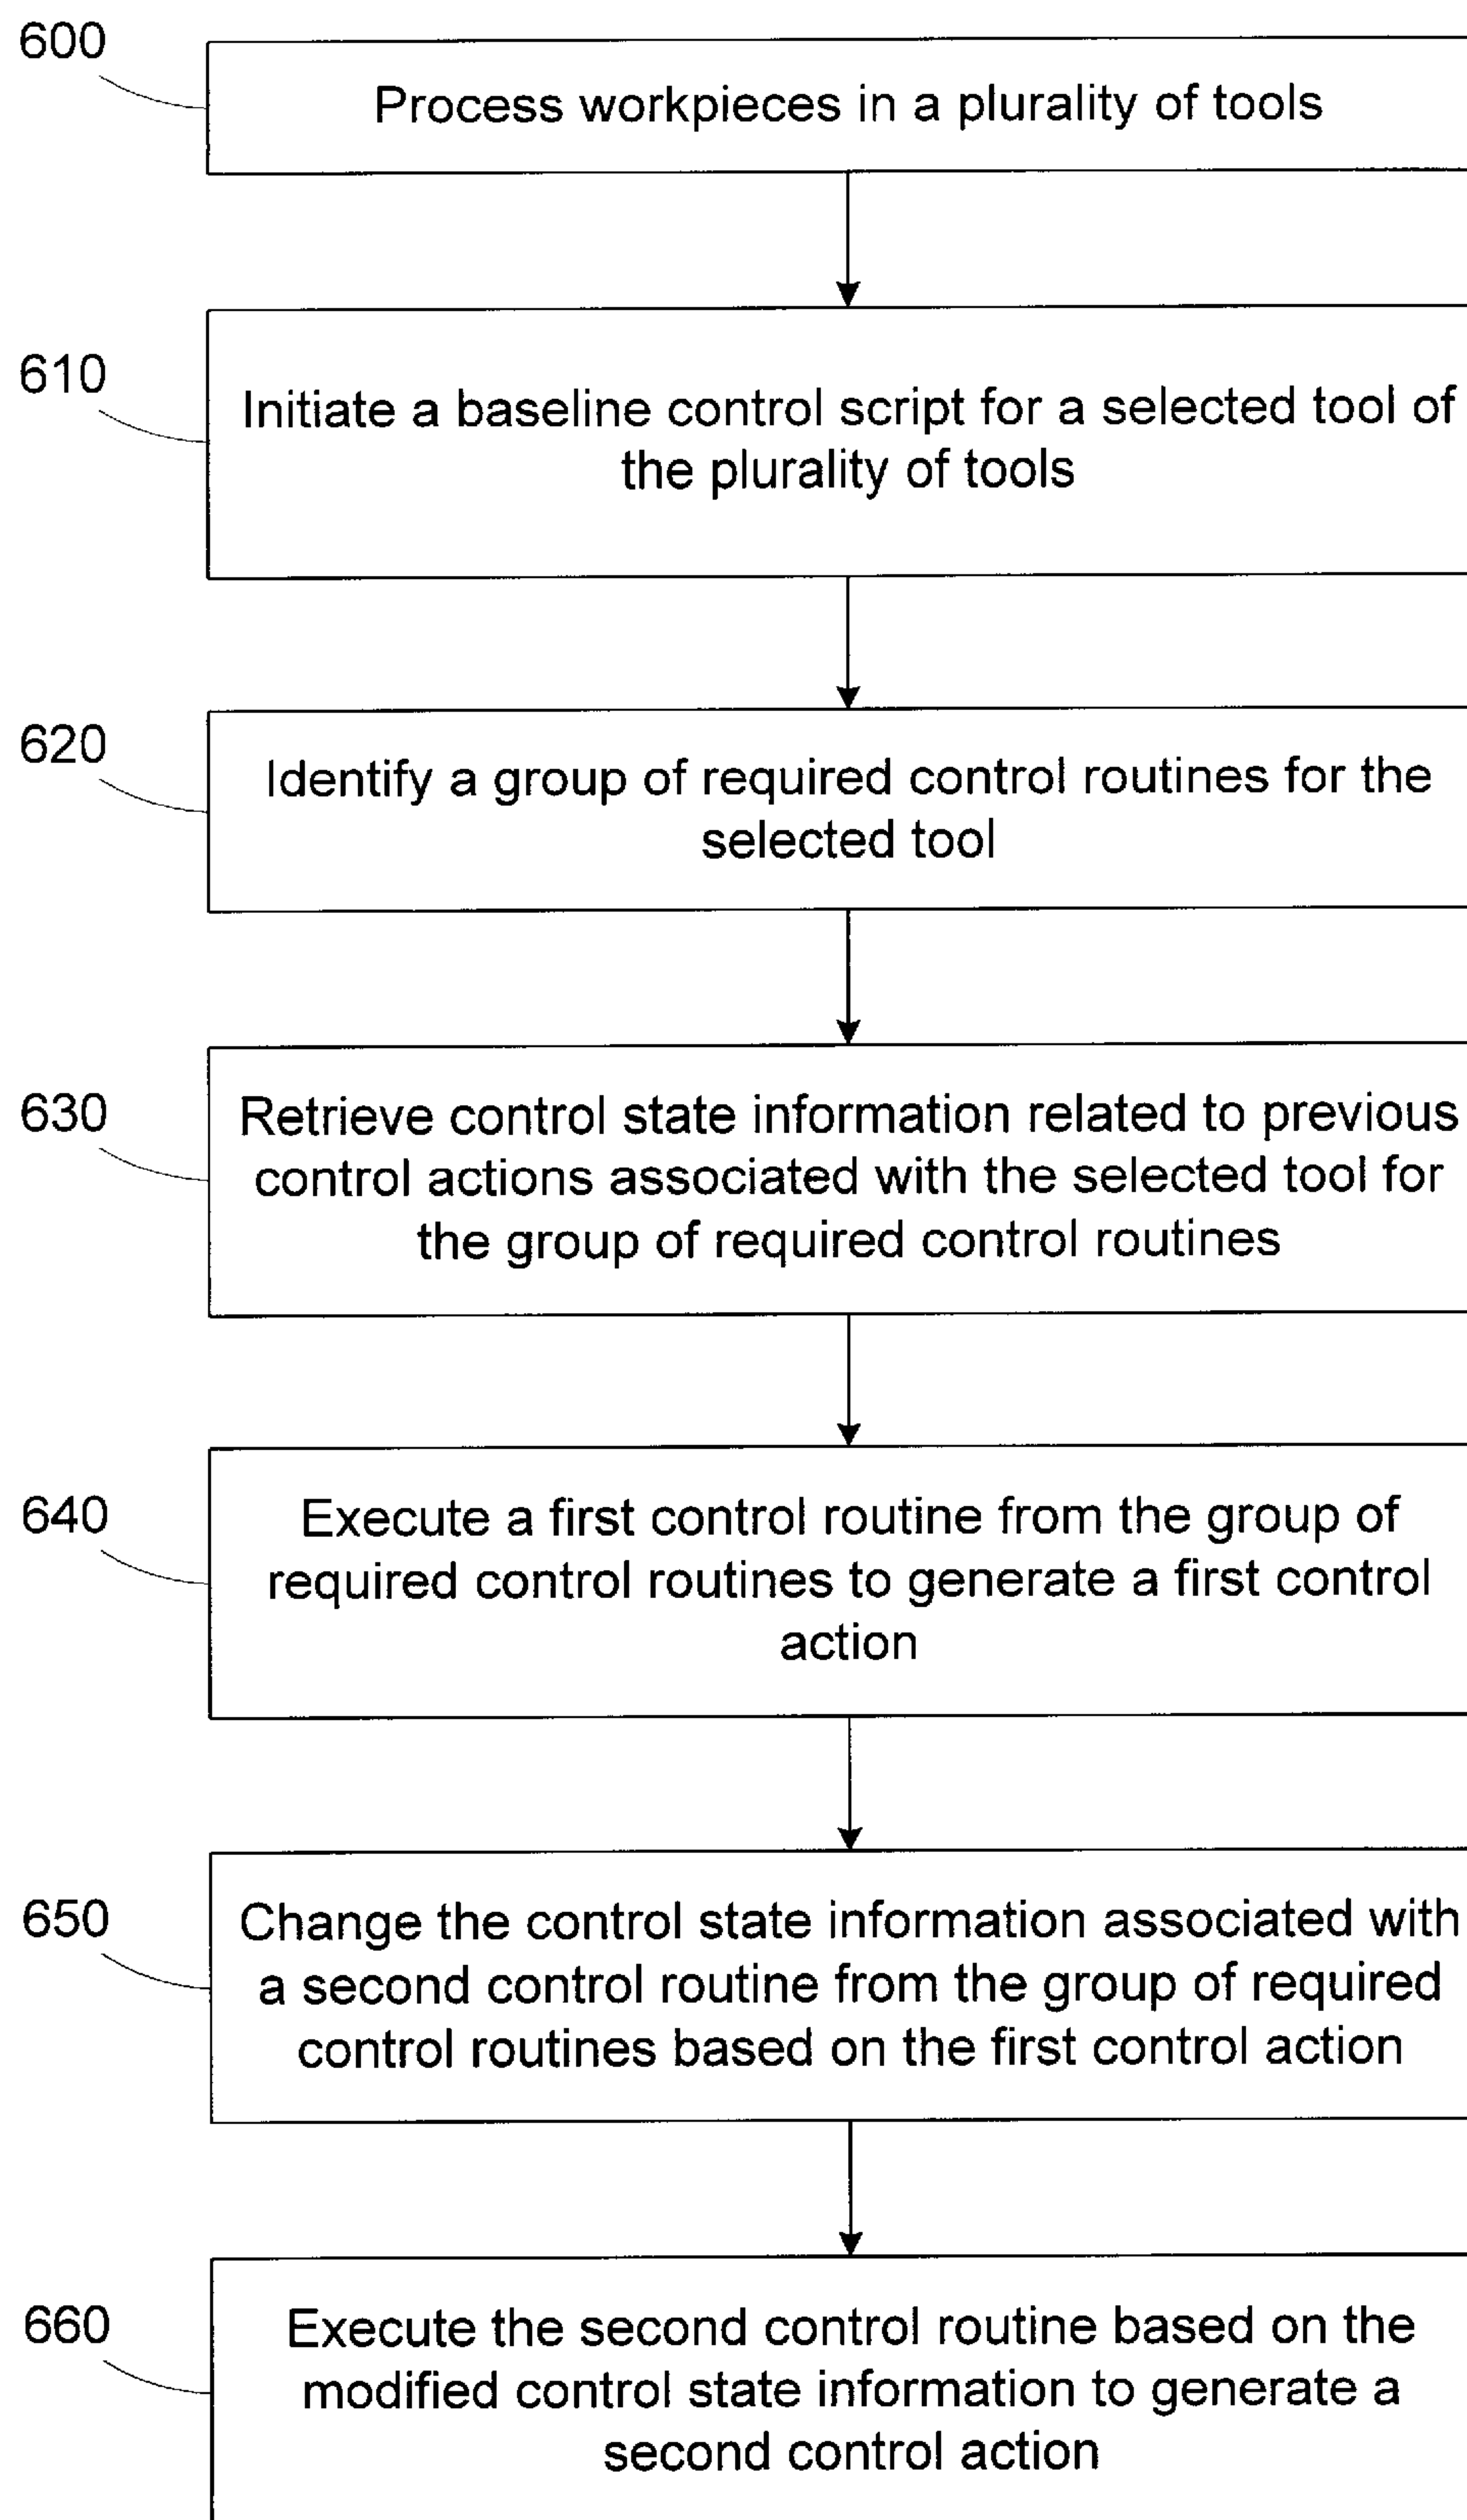 600
Process workpieces in a plurality of tools
610
Initiate a baseline control script for a selected tool of
the plurality of tools
620
Identify a group of required control routines for the
selected tool
630
Retrieve control state information related to previous
control actions associated with the selected tool for
the group of required control routines
640
Execute a first control routine from the group of
required control routines to generate a first control
action
650
Change the control state information associated with
a second control routine from the group of required
control routines based on the first control action
660
Execute the second control routine based on the
modified control state information to generate a
second control action